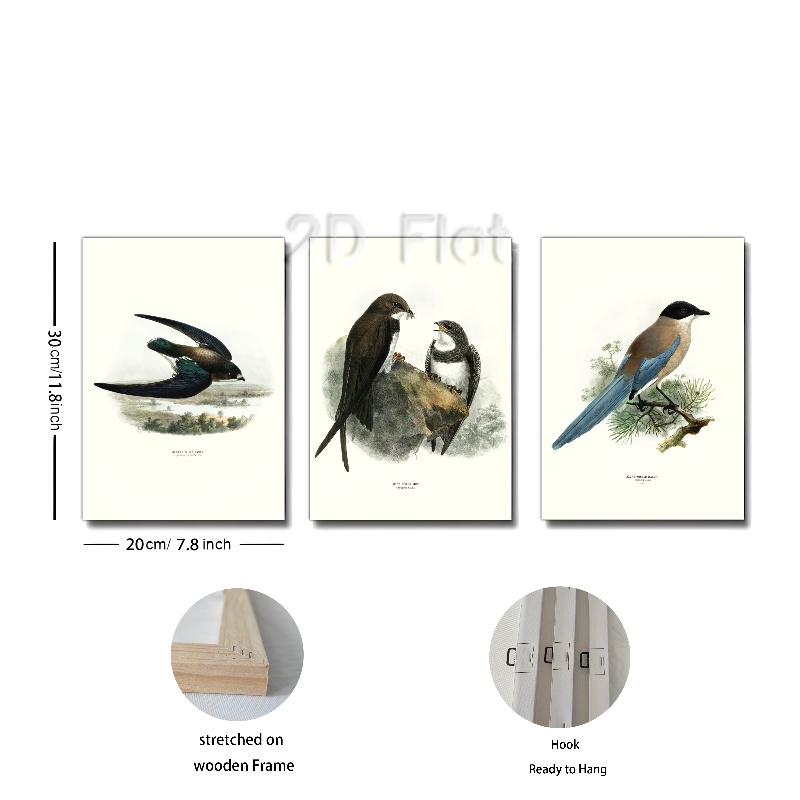 2D Flat
30cm/11.8inch
20cm/ 7.8 inch
stretched on
wooden Frame
Hook
Ready to Hang